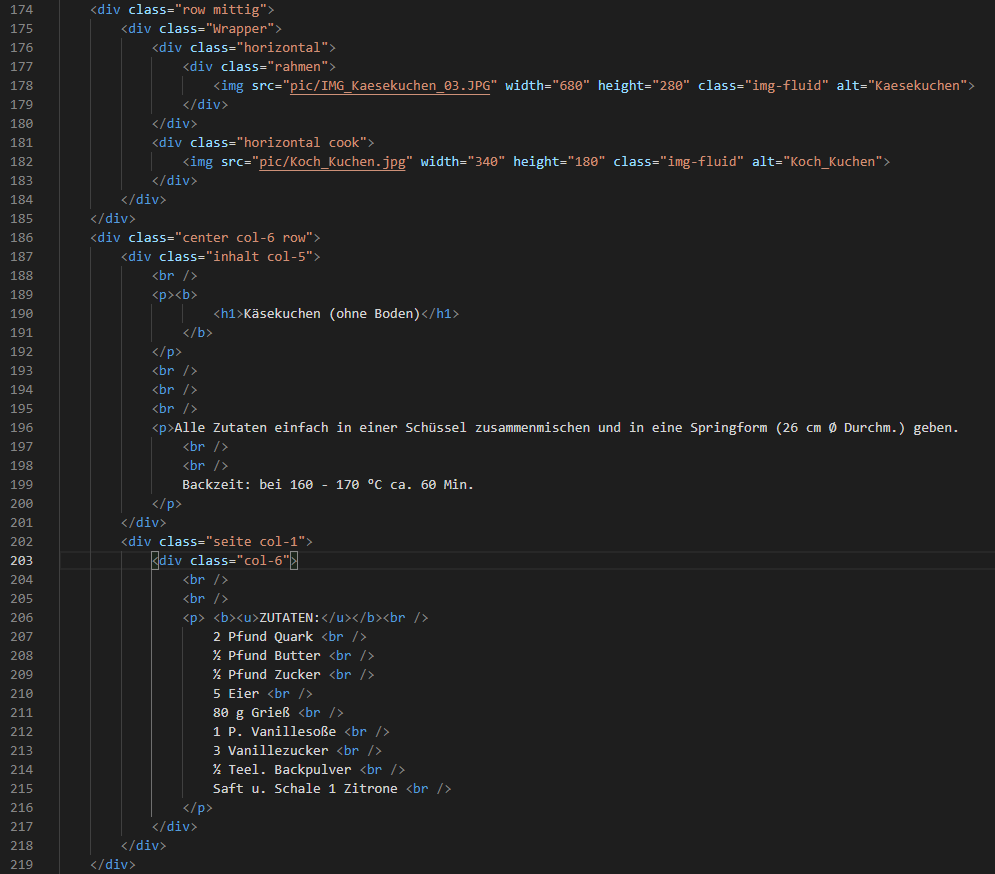 174 <div class="row mittig">
175 <div class="Wrapper">
176 <div class="horizontal">
177 <div class="rahmen">
178 <img src="pic/IMG_Kaesekuchen_03.JPG" width="680" height="280" class="img-fluid" alt="Kaesekuchen">
179 </div>
180 </div>
181 <div class="horizontal cook">
182 <img src="pic/Koch_Kuchen.jpg" width="340" height="180" class="img-fluid" alt="Koch_Kuchen">
183 </div>
184 </div>
185 </div>
186 <div class="center col-6 row">
187 <div class="inhalt col-5">
188 <br />
189 <p><b>
190 <h1>Käsekuchen (ohne Boden)</h1>
191 </b>
192 </p>
193 <br />
194 <br />
195 <br />
196 <p>Alle Zutaten einfach in einer Schüssel zusammenmischen und in eine Springform (26 cm Ø Durchm.) geben.
197 <br />
198 <br />
199 Backzeit: bei 160 - 170 ºC ca. 60 Min.
200 </p>
201 </div>
202 <div class="seite col-1">
203 <div class="col-6">
204 <br />
205 <br />
206 <p> <b><u>ZUTATEN:</u></b><br />
207 2 Pfund Quark <br />
208 ½ Pfund Butter <br />
209 ½ Pfund Zucker <br />
210 5 Eier <br />
211 80 g Grieß <br />
212 1 P. Vanillesoße <br />
213 3 Vanillezucker <br />
214 ½ Teel. Backpulver <br />
215 Saft u. Schale 1 Zitrone <br />
216 </p>
217 </div>
218 </div>
219 </div>